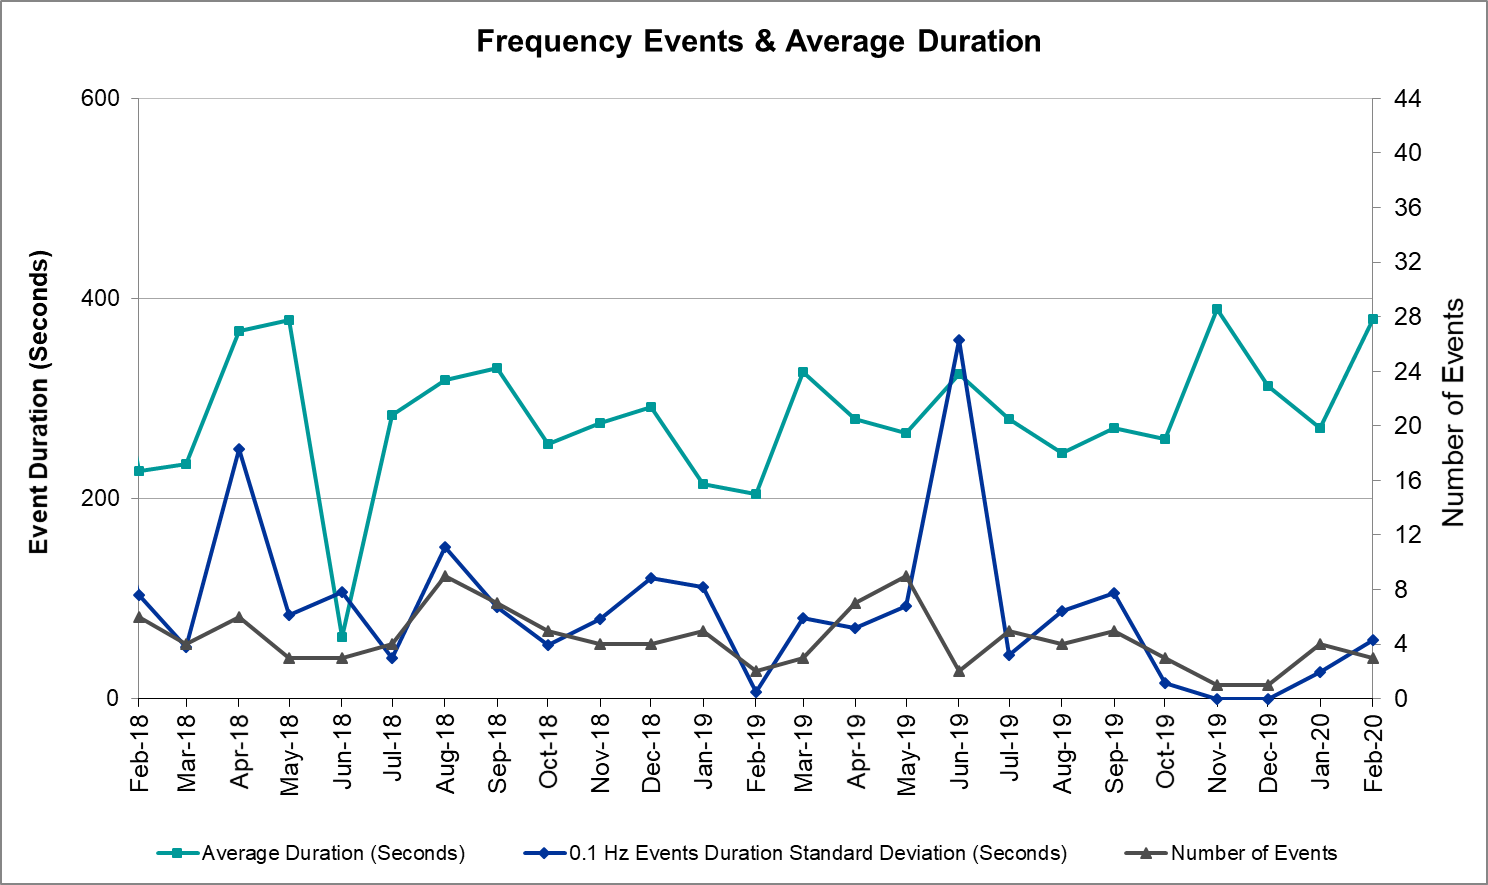 Frequency Events & Average Duration
Event Duration (Seconds)
600
400
200
0
44
40
36
32
28
24
20
16
12
8
4
0
Number of Events
Feb-18
Mar-18
Apr-18
May-18
Jun-18
Jul-18
Aug-18
Sep-18
Oct-18
Nov-18
Dec-18
Jan-19
Feb-19
Mar-19
Apr-19
May-19
Jun-19
Jul-19
Aug-19
Sep-19
Oct-19
Nov-19
Dec-19
Jan-20
Feb-20
Average Duration (Seconds)
0.1 Hz Events Duration Standard Deviation (Seconds)
Number of Events